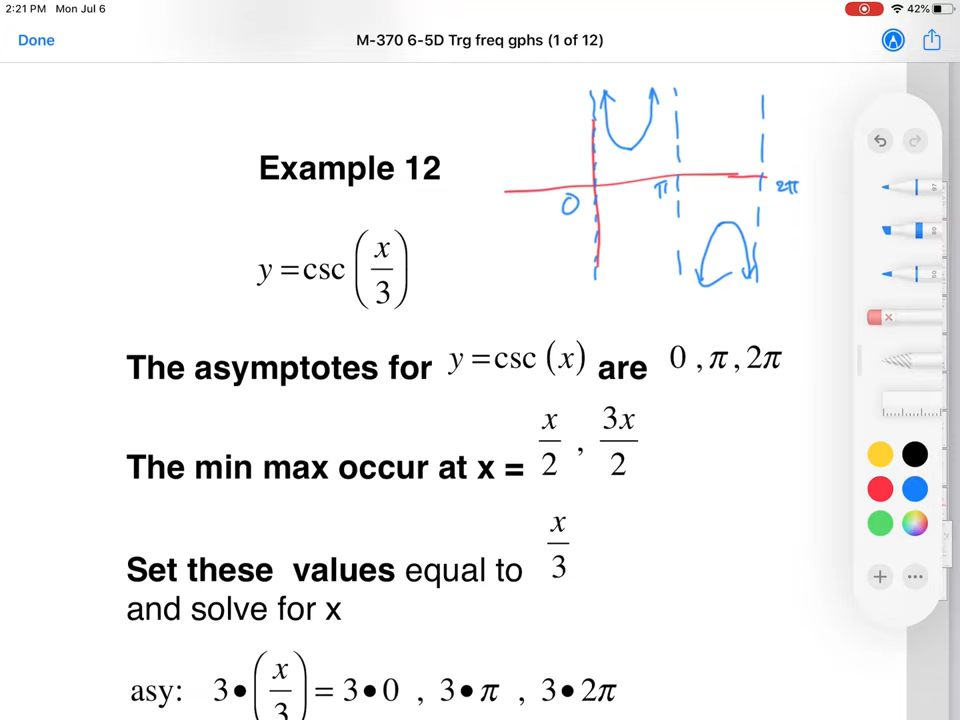 2:21 PM Mon Jul 6 42%
Done M-370 6-5D Trg freq gphs (1 of 12)
Example 12
0 π 2π
y = csc (x/3)
The asymptotes for y = csc (x) are 0 , π , 2π
The min max occur at x = x/2 , 3x/2
Set these values equal to x/3
and solve for x
asy: 3•(x/3) = 3•0 , 3•π , 3•2π